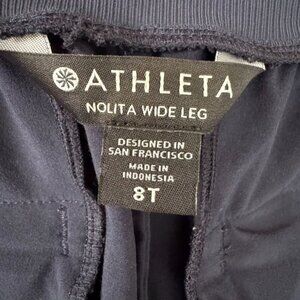 ATHLETA
NOLITA WIDE LEG
DESIGNED IN
SAN FRANCISCO
MADE IN
INDONESIA
8T